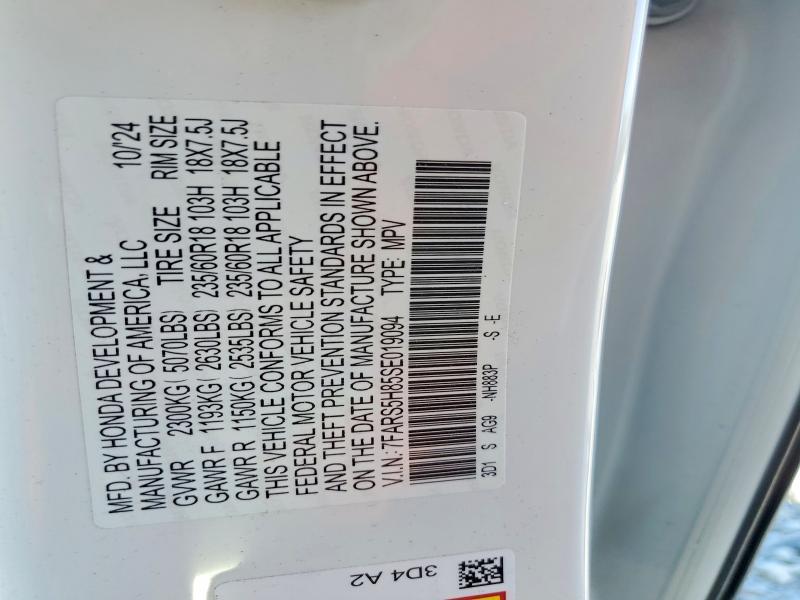 MFD. BY HONDA DEVELOPMENT &
MANUFACTURING OF AMERICA, LLC 10/'24
GVWR 2300KG( 5070LBS) TIRE SIZE RIM SIZE
GAWR F 1193KG( 2630LBS) 235/60R18 103H 18X7.5J
GAWR R 1150KG( 2535LBS) 235/60R18 103H 18X7.5J
THIS VEHICLE CONFORMS TO ALL APPLICABLE
FEDERAL MOTOR VEHICLE SAFETY
AND THEFT PREVENTION STANDARDS IN EFFECT
ON THE DATE OF MANUFACTURE SHOWN ABOVE.
V.I.N.:7FARS5H85SE019094 TYPE: MPV
3D1 S AG9 -NH883P -S -E
3D4 A2